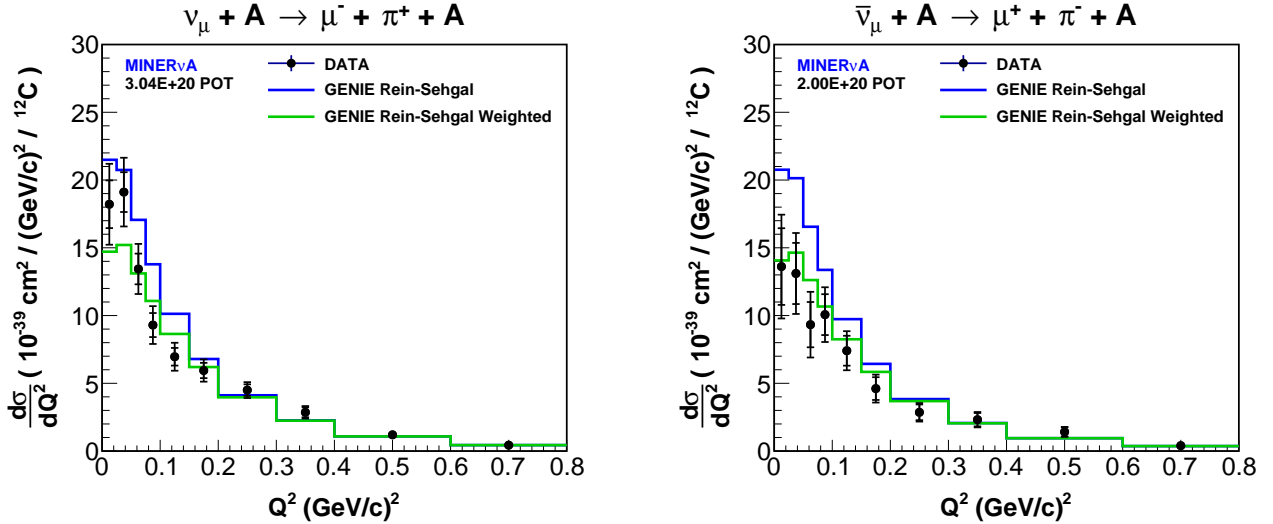 ν_μ + A → μ⁻ + π⁺ + A
30
25
20
15
10
5
0
dσ/dQ² ( 10⁻³⁹ cm² / (GeV/c)² / ¹²C )
MINERνA
3.04E+20 POT
DATA
GENIE Rein-Sehgal
GENIE Rein-Sehgal Weighted
0 0.1 0.2 0.3 0.4 0.5 0.6 0.7 0.8
Q² (GeV/c)²
ν̄_μ + A → μ⁺ + π⁻ + A
30
25
20
15
10
5
0
dσ/dQ² ( 10⁻³⁹ cm² / (GeV/c)² / ¹²C )
MINERνA
2.00E+20 POT
DATA
GENIE Rein-Sehgal
GENIE Rein-Sehgal Weighted
0 0.1 0.2 0.3 0.4 0.5 0.6 0.7 0.8
Q² (GeV/c)²